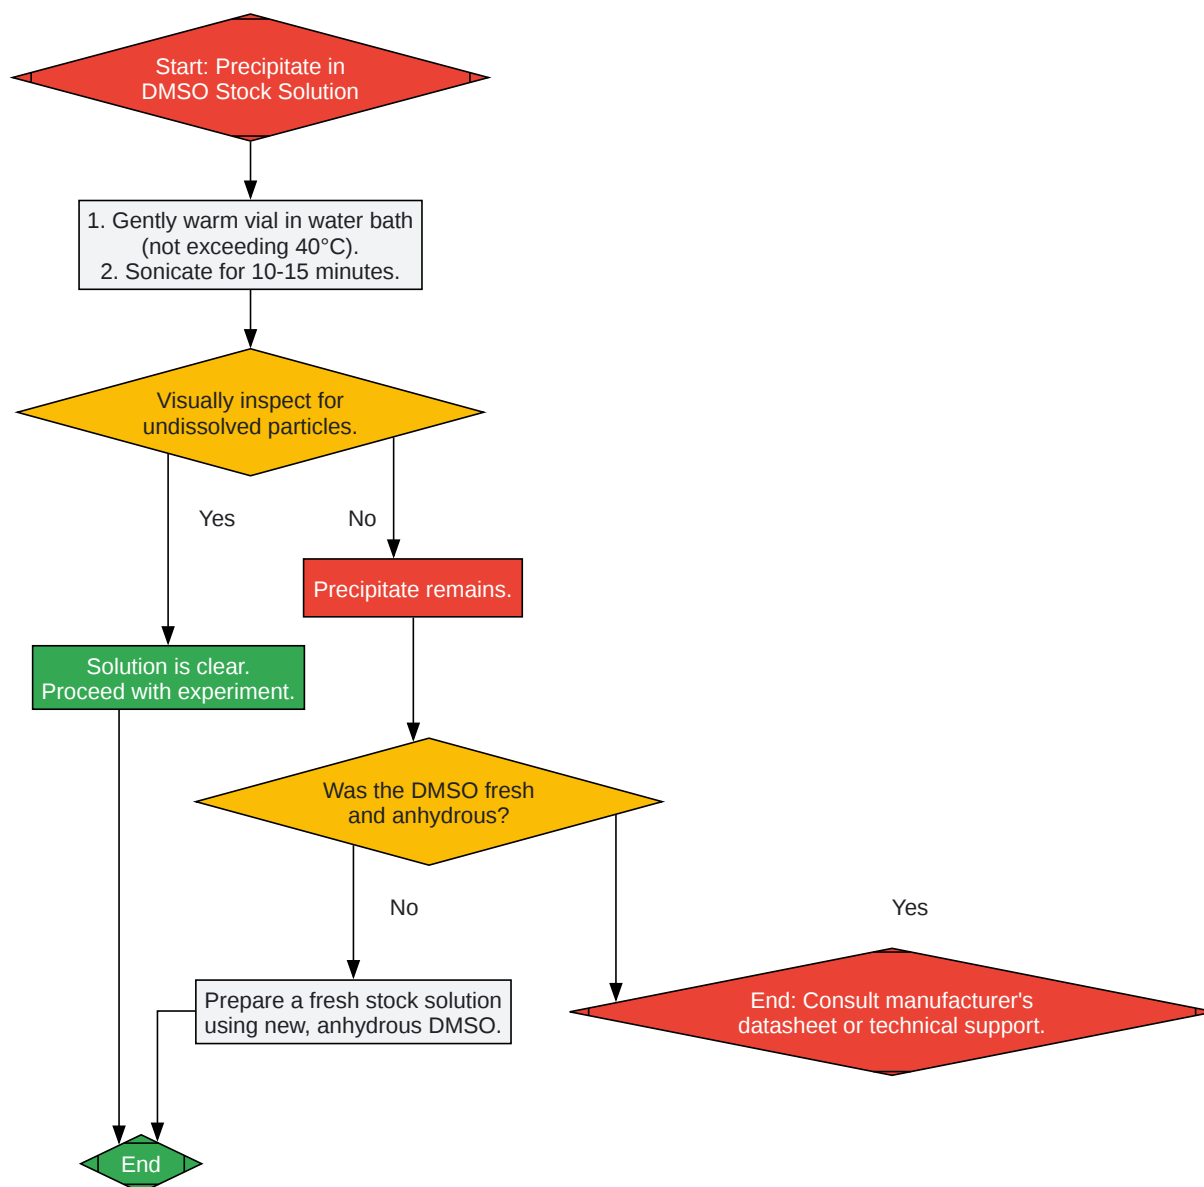 Start: Precipitate in
DMSO Stock Solution
1. Gently warm vial in water bath
(not exceeding 40°C).
2. Sonicate for 10-15 minutes.
Visually inspect for
undissolved particles.
Yes
No
Precipitate remains.
Solution is clear.
Proceed with experiment.
Was the DMSO fresh
and anhydrous?
No
Yes
Prepare a fresh stock solution
using new, anhydrous DMSO.
End: Consult manufacturer's
datasheet or technical support.
End